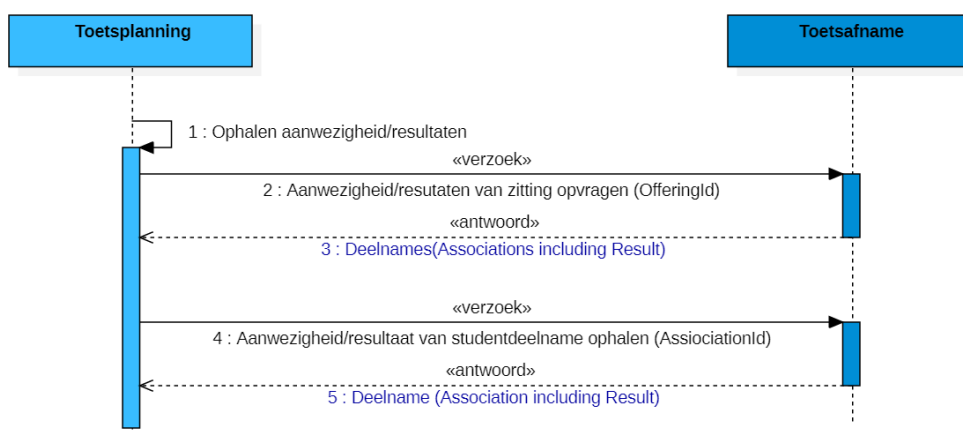 Toetsplanning
Toetsafname
1 : Ophalen aanwezigheid/resultaten
«verzoek»
2 : Aanwezigheid/resutaten van zitting opvragen (OfferingId)
«antwoord»
3 : Deelnames(Associations including Result)
«verzoek»
4 : Aanwezigheid/resultaat van studentdeelname ophalen (AssiociationId)
«antwoord»
5 : Deelname (Association including Result)